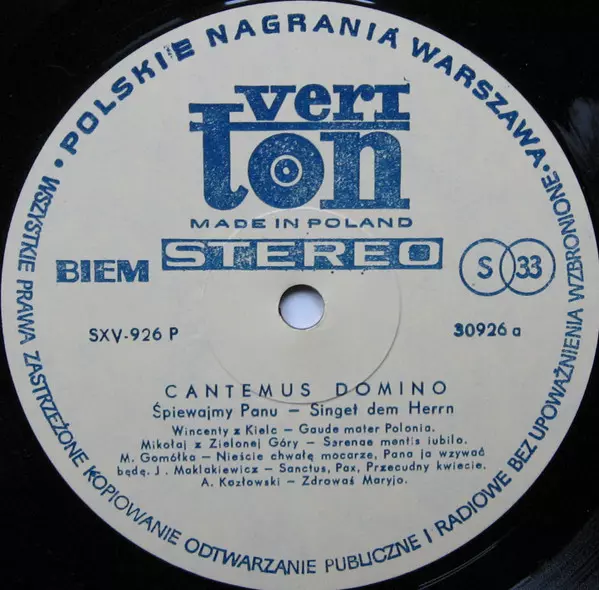 • POLSKIE NAGRANIA WARSZAWA •
veri
ton
MADE IN POLAND
BIEM STEREO S 33
SXV-926 P 30926 a
CANTEMUS DOMINO
Śpiewajmy Panu — Singet dem Herrn
Wincenty z Kielc — Gaude mater Polonia.
Mikołaj z Zielonej Góry — Sarenae mentis iubilo.
M. Gomółka — Nieście chwałę mocarze, Pana ja wzywać
będę. J. Maklakiewicz — Sanctus, Pax, Przecudny kwiecie.
A. Kozłowski — Zdrowaś Maryjo.
WSZYSTKIE PRAWA ZASTRZEŻONE KOPIOWANIE ODTWARZANIE PUBLICZNE I RADIOWE BEZ UPOWAŻNIENIA WZBRONIONE